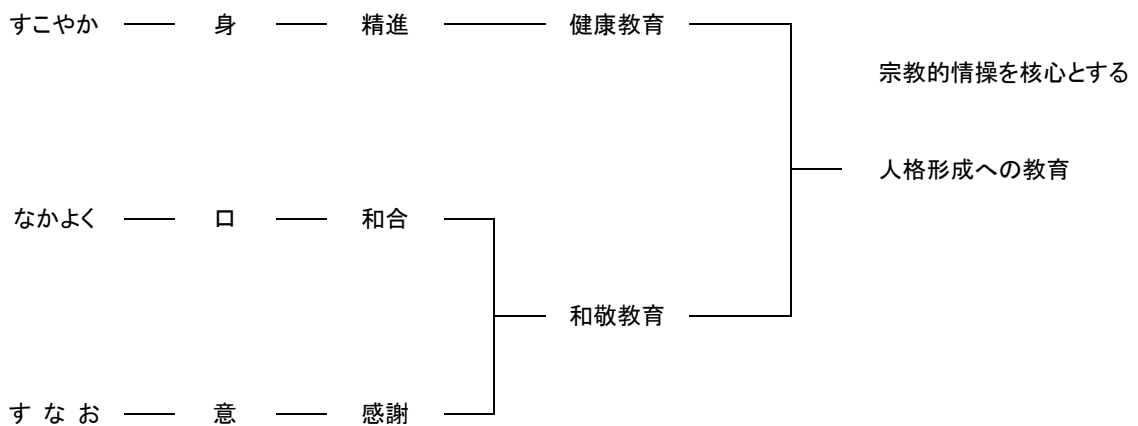 すこやか 身 精進 健康教育
宗教的情操を核心とする
人格形成への教育
なかよく 口 和合
和敬教育
す な お 意 感謝